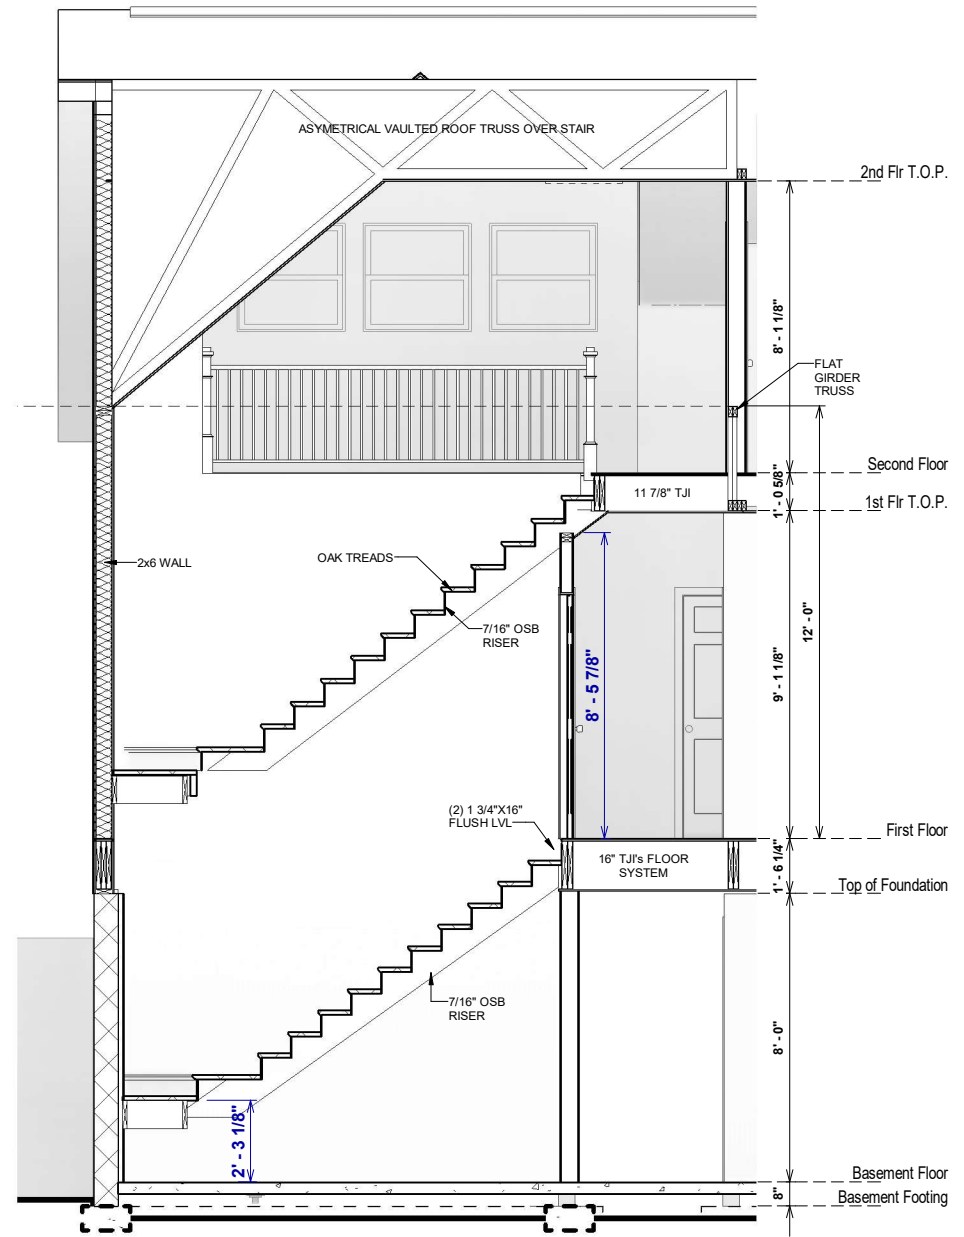 ASYMETRICAL VAULTED ROOF TRUSS OVER STAIR
2nd Flr T.O.P.
8' - 1 1/8"
FLAT
GIRDER
TRUSS
Second Floor
11 7/8" TJI
1' - 0 5/8"
1st Flr T.O.P.
2x6 WALL
OAK TREADS
7/16" OSB
RISER
8' - 5 7/8"
9' - 1 1/8"
12' - 0"
(2) 1 3/4"X16"
FLUSH LVL
First Floor
16" TJI's FLOOR
SYSTEM
1' - 6 1/4"
Top of Foundation
7/16" OSB
RISER
8' - 0"
2' - 3 1/8"
Basement Floor
8"
Basement Footing